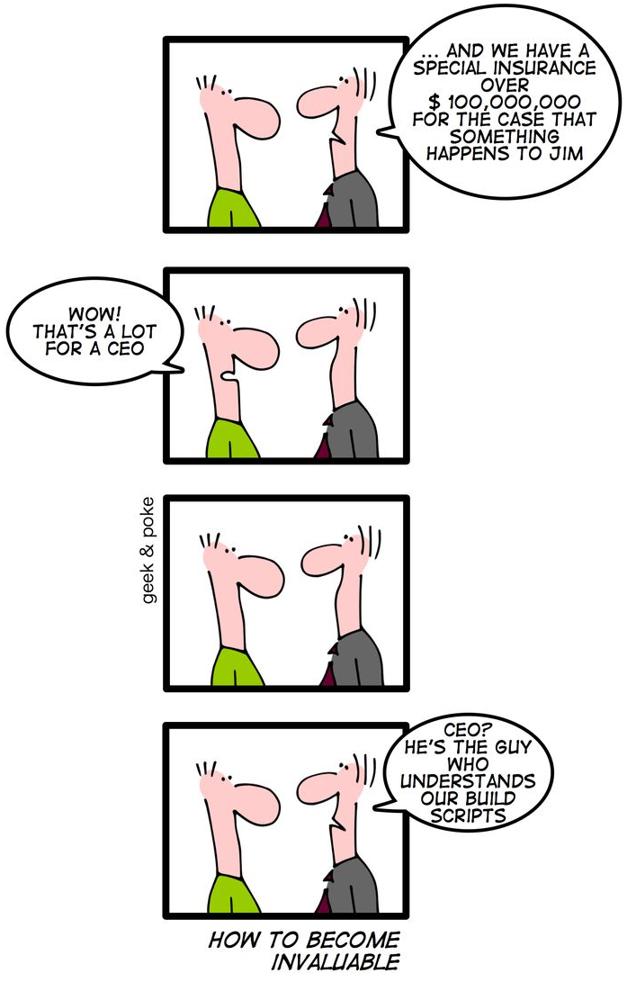 ... AND WE HAVE A
SPECIAL INSURANCE
OVER
$ 100,000,000
FOR THE CASE THAT
SOMETHING
HAPPENS TO JIM
WOW!
THAT'S A LOT
FOR A CEO
geek & poke
CEO?
HE'S THE GUY
WHO
UNDERSTANDS
OUR BUILD
SCRIPTS
HOW TO BECOME
INVALUABLE